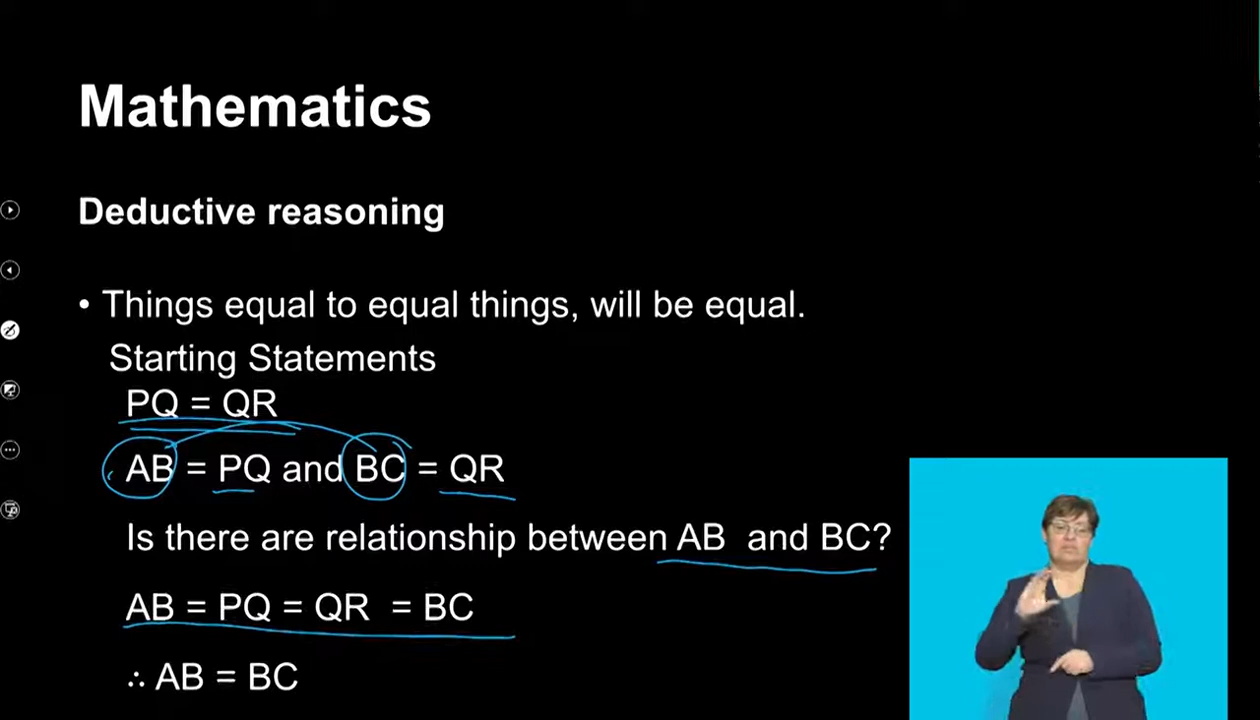 Mathematics
Deductive reasoning
• Things equal to equal things, will be equal.
Starting Statements
PQ = QR
AB = PQ and BC = QR
Is there are relationship between AB and BC?
AB = PQ = QR = BC
∴ AB = BC